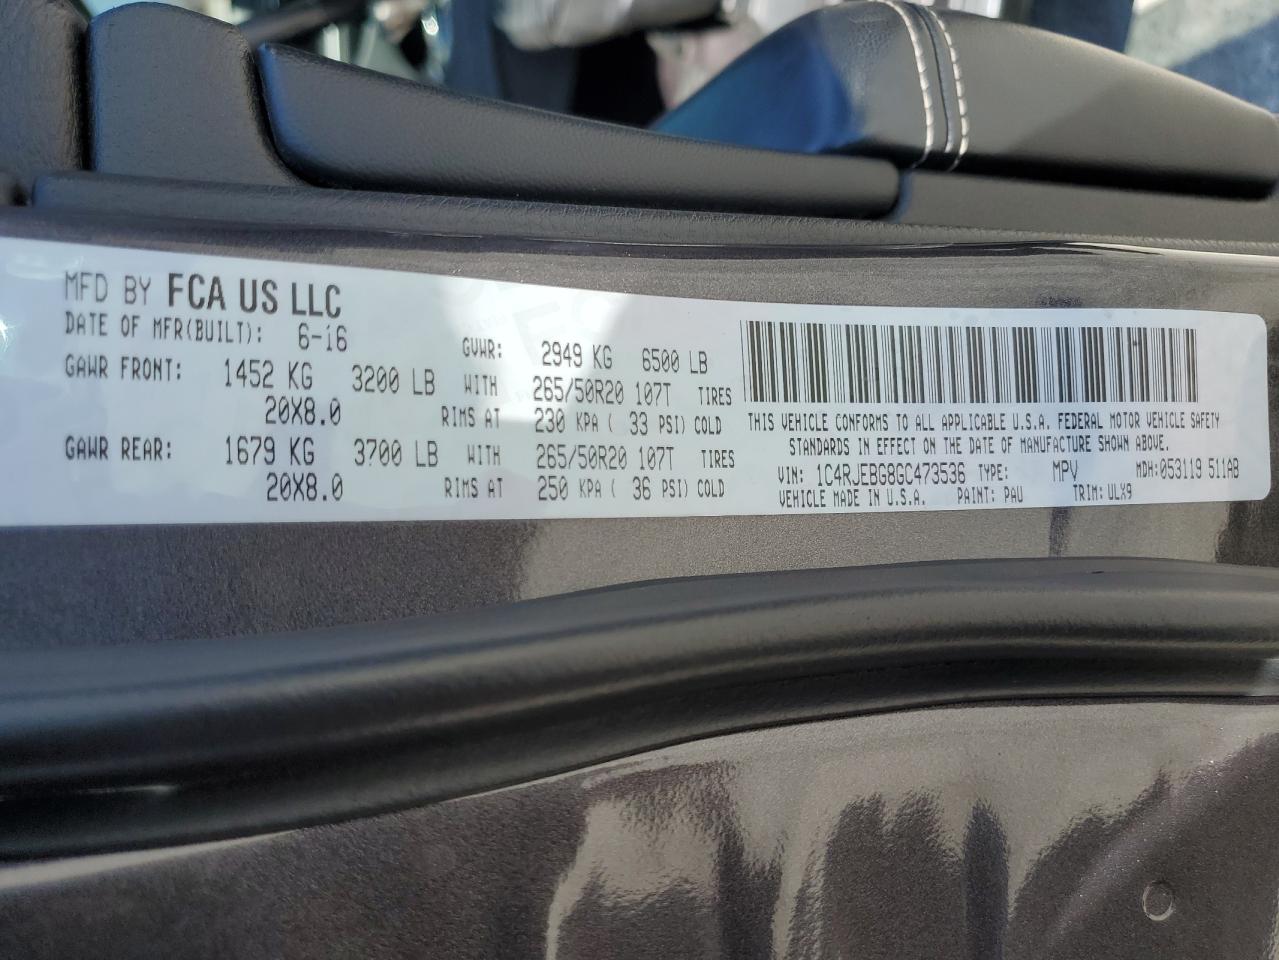 MFD BY FCA US LLC
DATE OF MFR(BUILT): 6-16 GVWR: 2949 KG 6500 LB
GAWR FRONT: 1452 KG 3200 LB WITH 265/50R20 107T TIRES
20X8.0 RIMS AT 230 KPA ( 33 PSI) COLD
GAWR REAR: 1679 KG 3700 LB WITH 265/50R20 107T TIRES
20X8.0 RIMS AT 250 KPA ( 36 PSI) COLD
THIS VEHICLE CONFORMS TO ALL APPLICABLE U.S.A. FEDERAL MOTOR VEHICLE SAFETY
STANDARDS IN EFFECT ON THE DATE OF MANUFACTURE SHOWN ABOVE.
VIN: 1C4RJEBG8GC473536 TYPE: MPV MDH:053119 511AB
VEHICLE MADE IN U.S.A. PAINT: PAU TRIM: ULX9